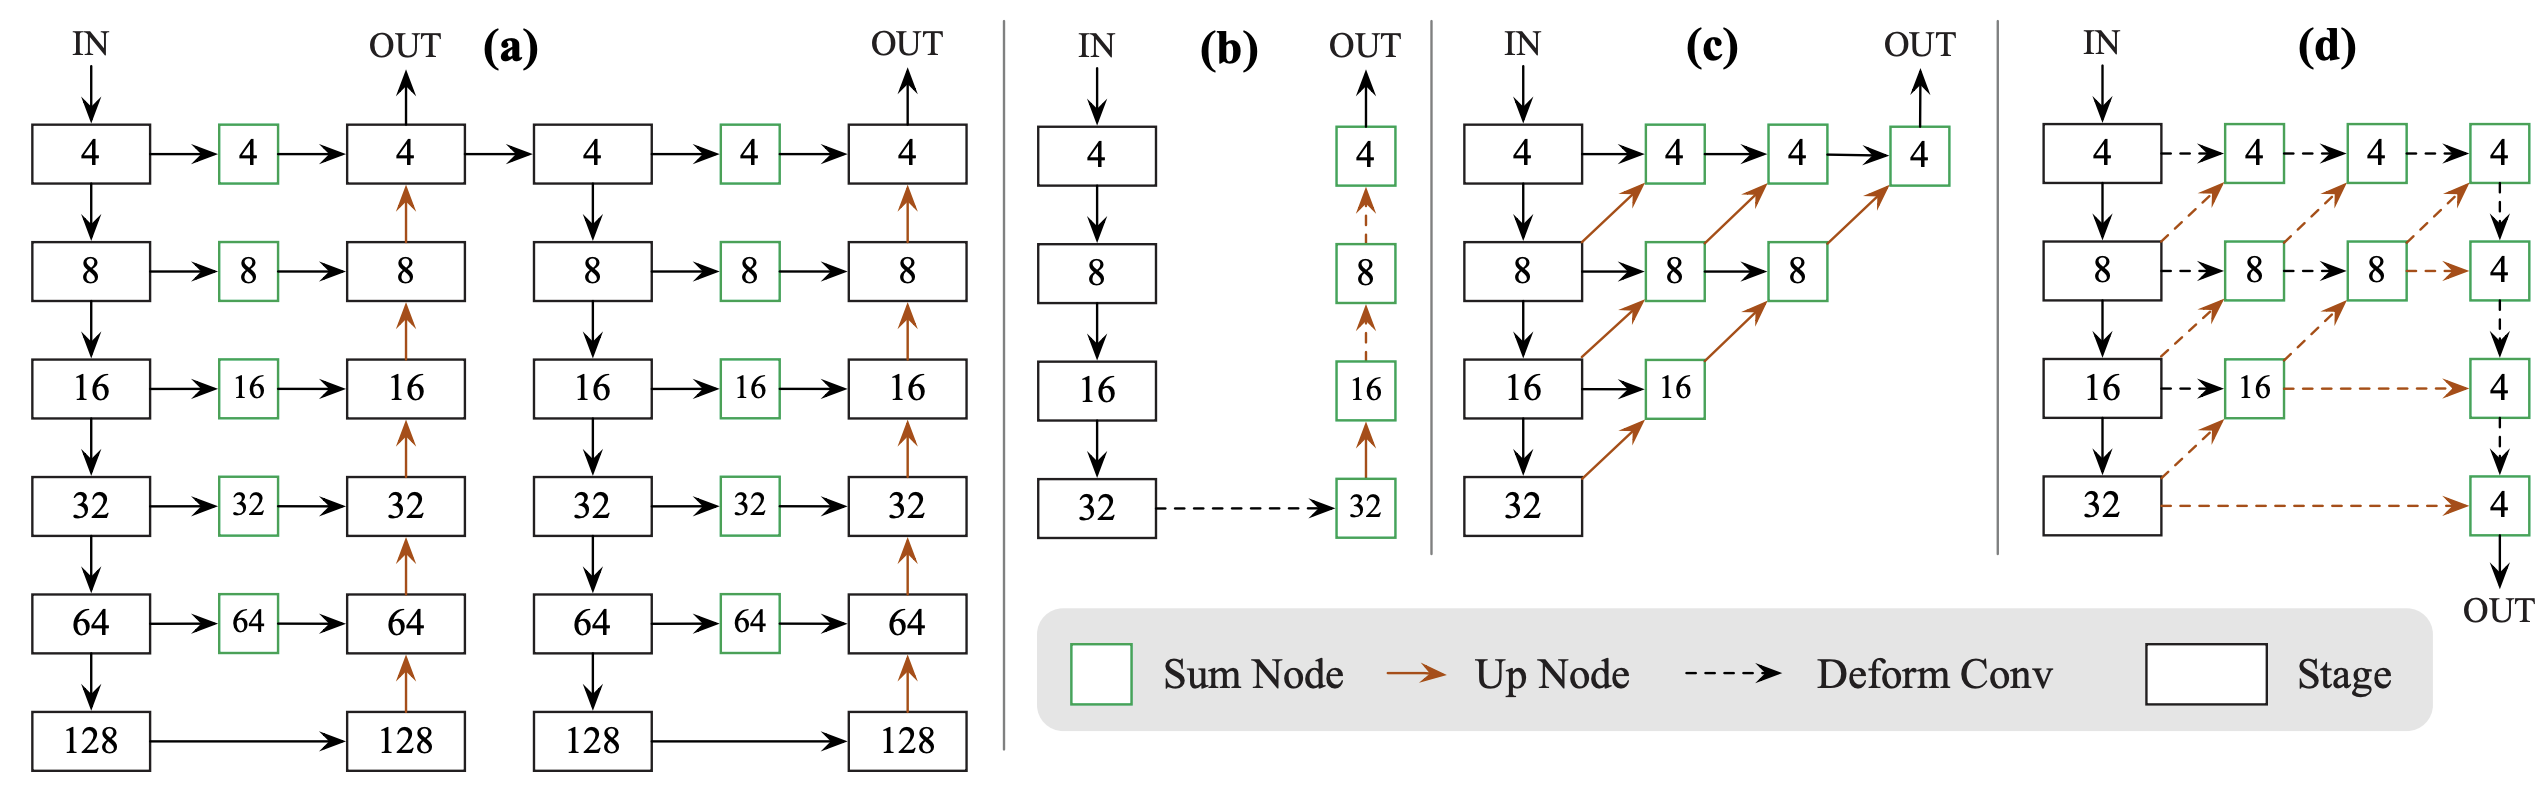 IN OUT (a) OUT
4 4 4 4 4 4
8 8 8 8 8 8
16 16 16 16 16 16
32 32 32 32 32 32
64 64 64 64 64 64
128 128 128 128
IN (b) OUT
4 4
8 8
16 16
32 32
IN (c) OUT
4 4 4 4
8 8 8
16 16
32
IN (d)
4 4 4 4
8 8 8 4
16 16 4
32 4
OUT
Sum Node Up Node Deform Conv Stage